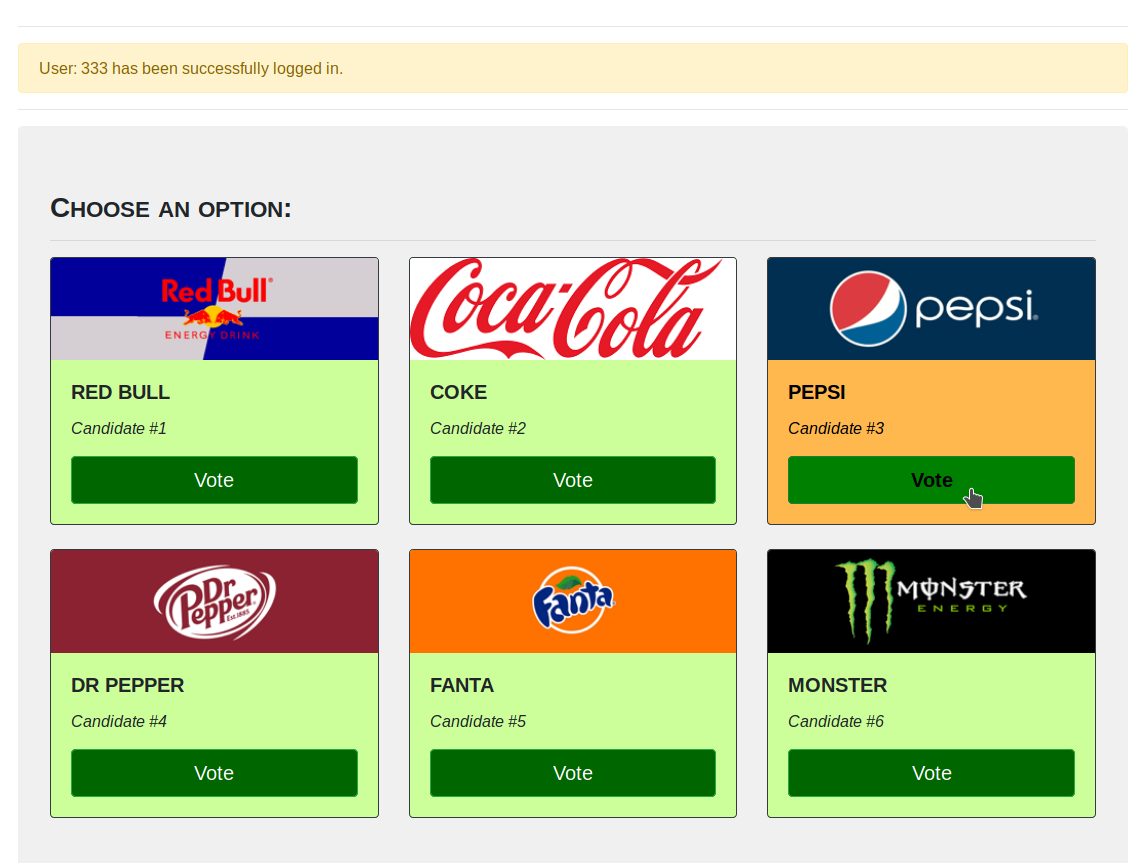 User: 333 has been successfully logged in.
CHOOSE AN OPTION:
Red Bull
ENERGY DRINK
Coca-Cola
pepsi
RED BULL
COKE
PEPSI
Candidate #1
Candidate #2
Candidate #3
Vote
Vote
Vote
Dr Pepper
Est. 1885
Fanta
MONSTER
ENERGY
DR PEPPER
FANTA
MONSTER
Candidate #4
Candidate #5
Candidate #6
Vote
Vote
Vote